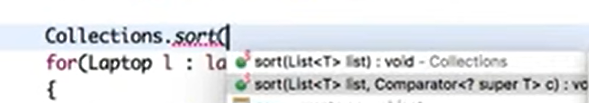 Collections.sort(
for(Laptop l : la
sort(List<T> list) : void - Collections
sort(List<T> list, Comparator<? super T> c) : vo
{